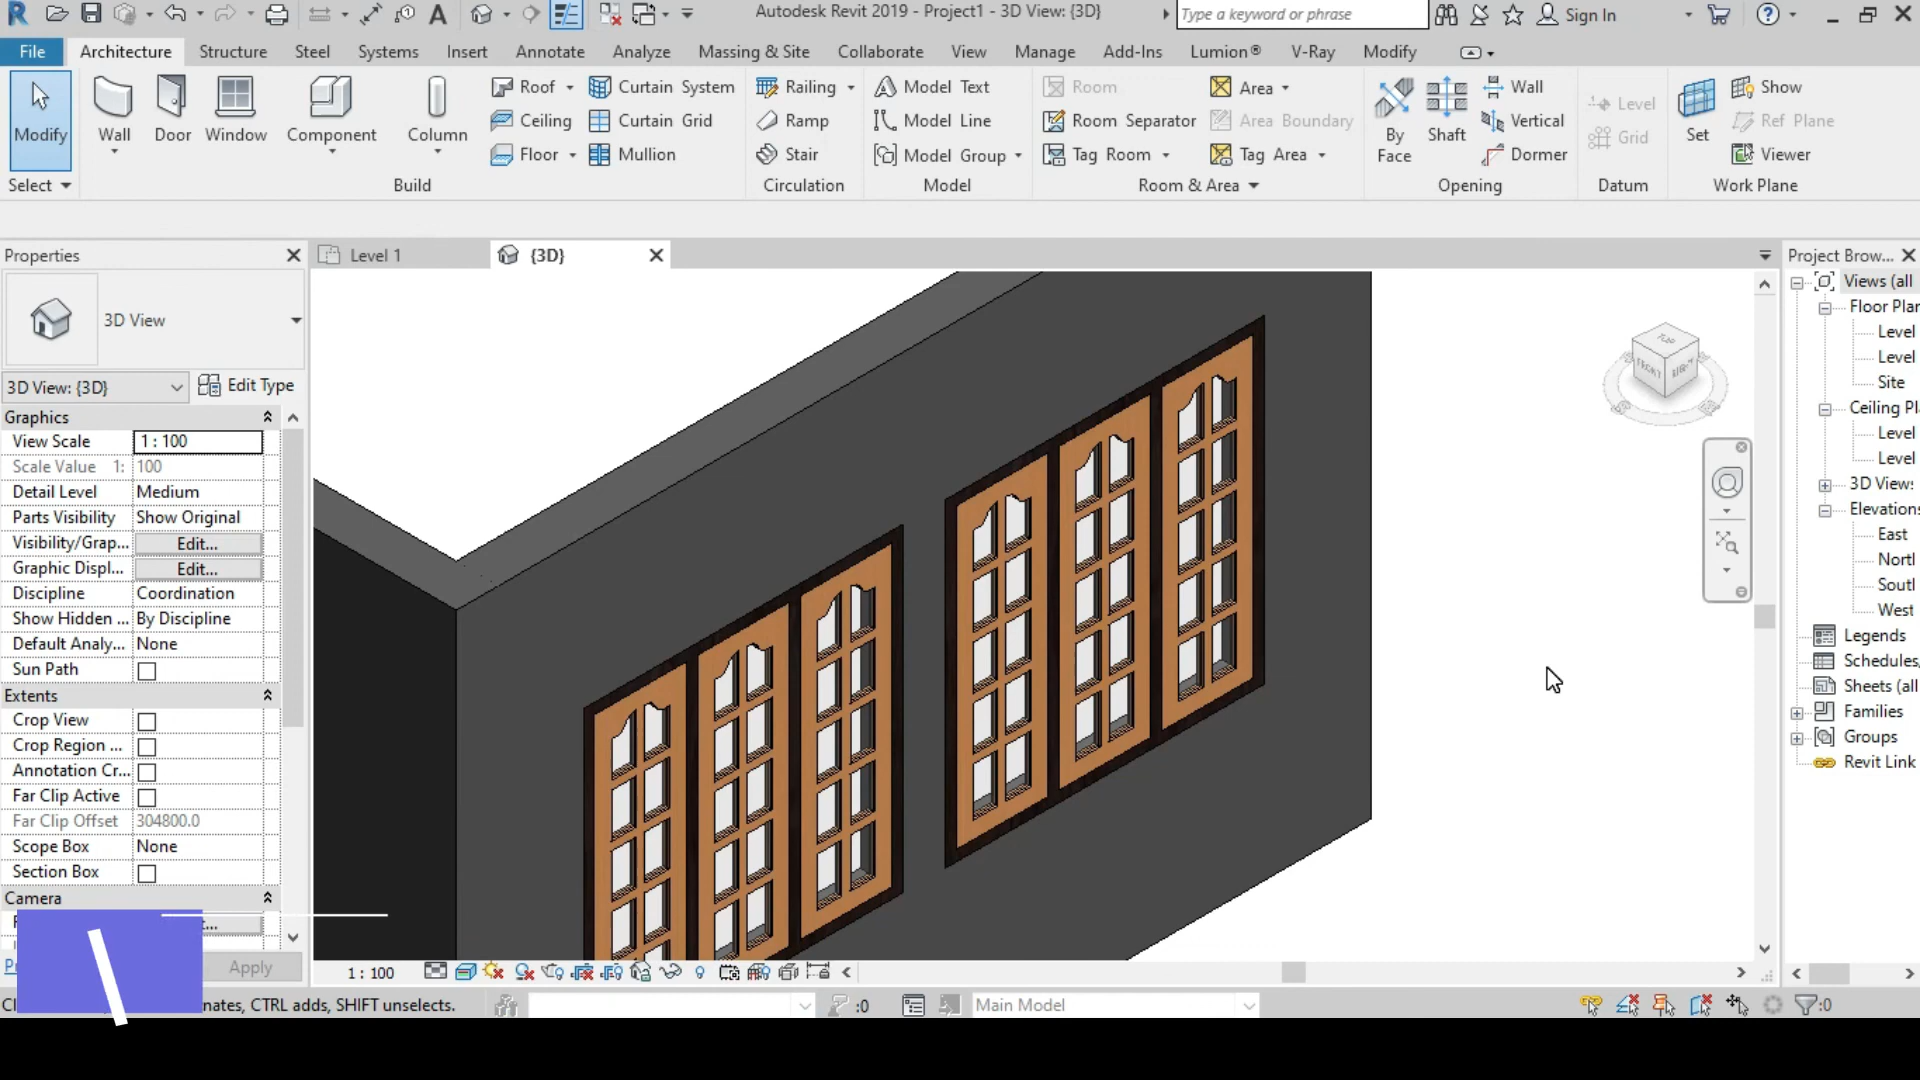 Autodesk Revit 2019 - Project1 - 3D View: {3D}
Type a keyword or phrase
Sign In
File Architecture Structure Steel Systems Insert Annotate Analyze Massing & Site Collaborate View Manage Add-Ins Lumion® V-Ray Modify
Modify
Wall
Door
Window
Component
Column
Roof
Ceiling
Floor
Curtain System
Curtain Grid
Mullion
Railing
Ramp
Stair
Model Text
Model Line
Model Group
Room
Room Separator
Tag Room
Area
Area Boundary
Tag Area
By Face
Shaft
Wall
Vertical
Dormer
Level
Grid
Set
Show
Ref Plane
Viewer
Select
Build
Circulation
Model
Room & Area
Opening
Datum
Work Plane
Properties
3D View
3D View: {3D}
Edit Type
Graphics
View Scale 1 : 100
Scale Value 1: 100
Detail Level Medium
Parts Visibility Show Original
Visibility/Grap... Edit...
Graphic Displ... Edit...
Discipline Coordination
Show Hidden ... By Discipline
Default Analy... None
Sun Path
Extents
Crop View
Crop Region ...
Annotation Cr...
Far Clip Active
Far Clip Offset 304800.0
Scope Box None
Section Box
Camera
Apply
Level 1
{3D}
TOP
FRONT
RIGHT
Project Brow...
Views (all
Floor Plan
Level
Level
Site
Ceiling Pl
Level
Level
3D Views
Elevations
East
North
South
West
Legends
Schedules,
Sheets (all
Families
Groups
Revit Link
1 : 100
nates, CTRL adds, SHIFT unselects.
:0
Main Model
:0